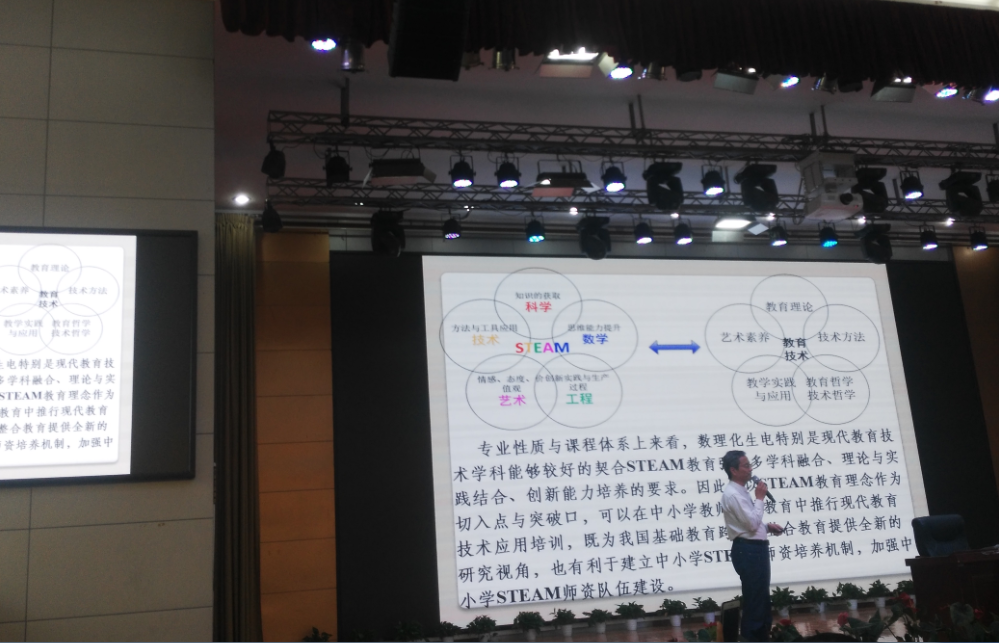 教育理论
术素养 教育 技术方法
技术
教学实践 教育哲学
与应用 技术哲学
生电特别是现代教育技
多学科融合、理论与实
STEAM教育理念作为
教育中推行现代教育
整合教育提供全新的
资培养机制，加强中
知识的获取
科学
方法与工具应用
技术
思维能力提升
数学
STEAM
情感、态度、价
值观
艺术
创新实践与生产
过程
工程
教育理论
艺术素养
教育
技术
技术方法
教学实践
与应用
教育哲学
技术哲学
专业性质与课程体系上来看，数理化生电特别是现代教育技
术学科能够较好的契合STEAM教育 多学科融合、理论与实
践结合、创新能力培养的要求。因此 STEAM教育理念作为
切入点与突破口，可以在中小学教 教育中推行现代教育
技术应用培训，既为我国基础教育 合教育提供全新的
研究视角，也有利于建立中小学STE 师资培养机制，加强中
小学STEAM师资队伍建设。